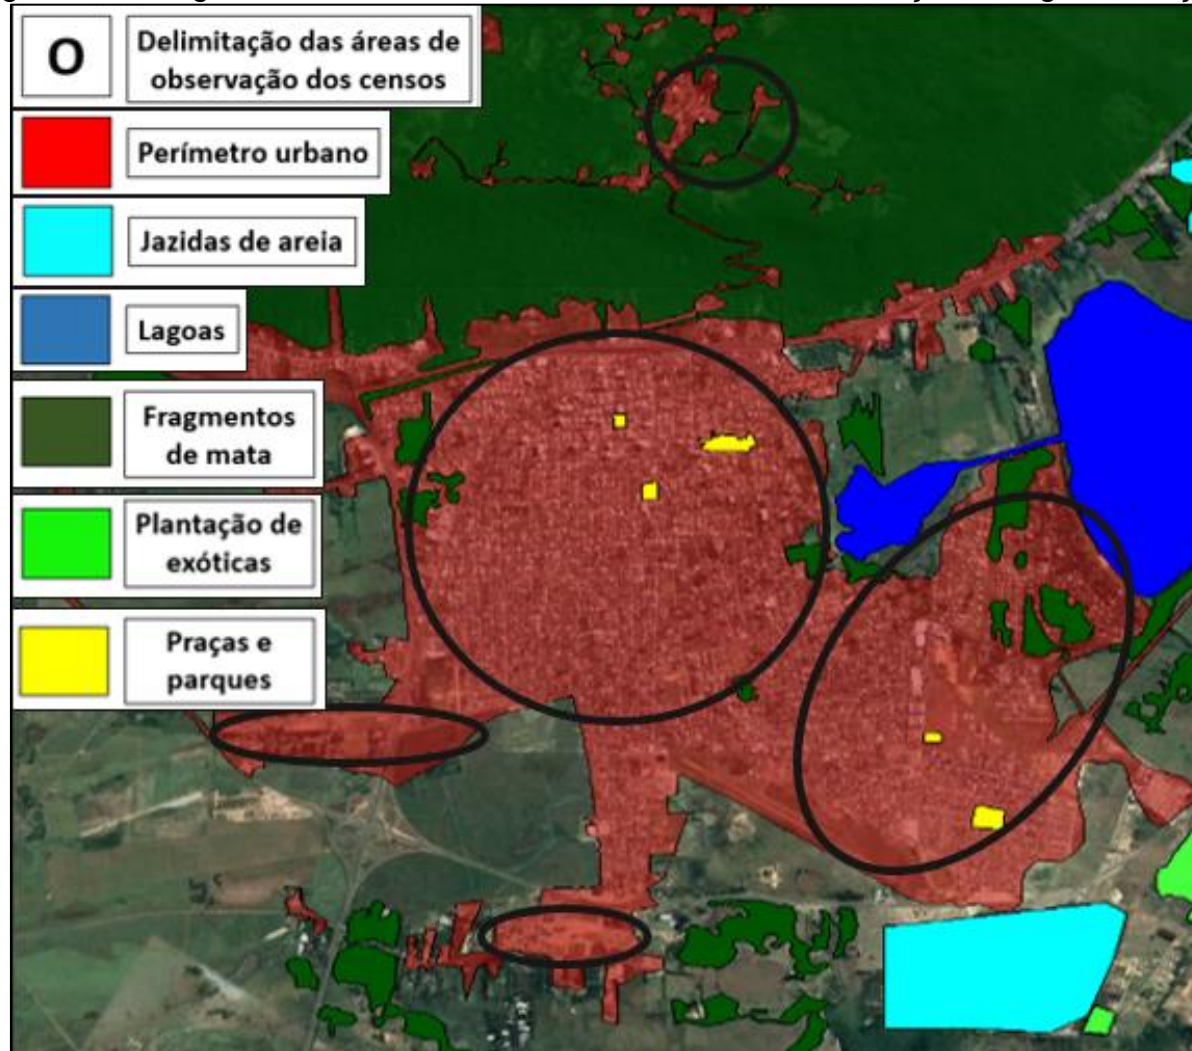 O
Delimitação das áreas de
observação dos censos
Perímetro urbano
Jazidas de areia
Lagoas
Fragmentos
de mata
Plantação de
exóticas
Praças e
parques